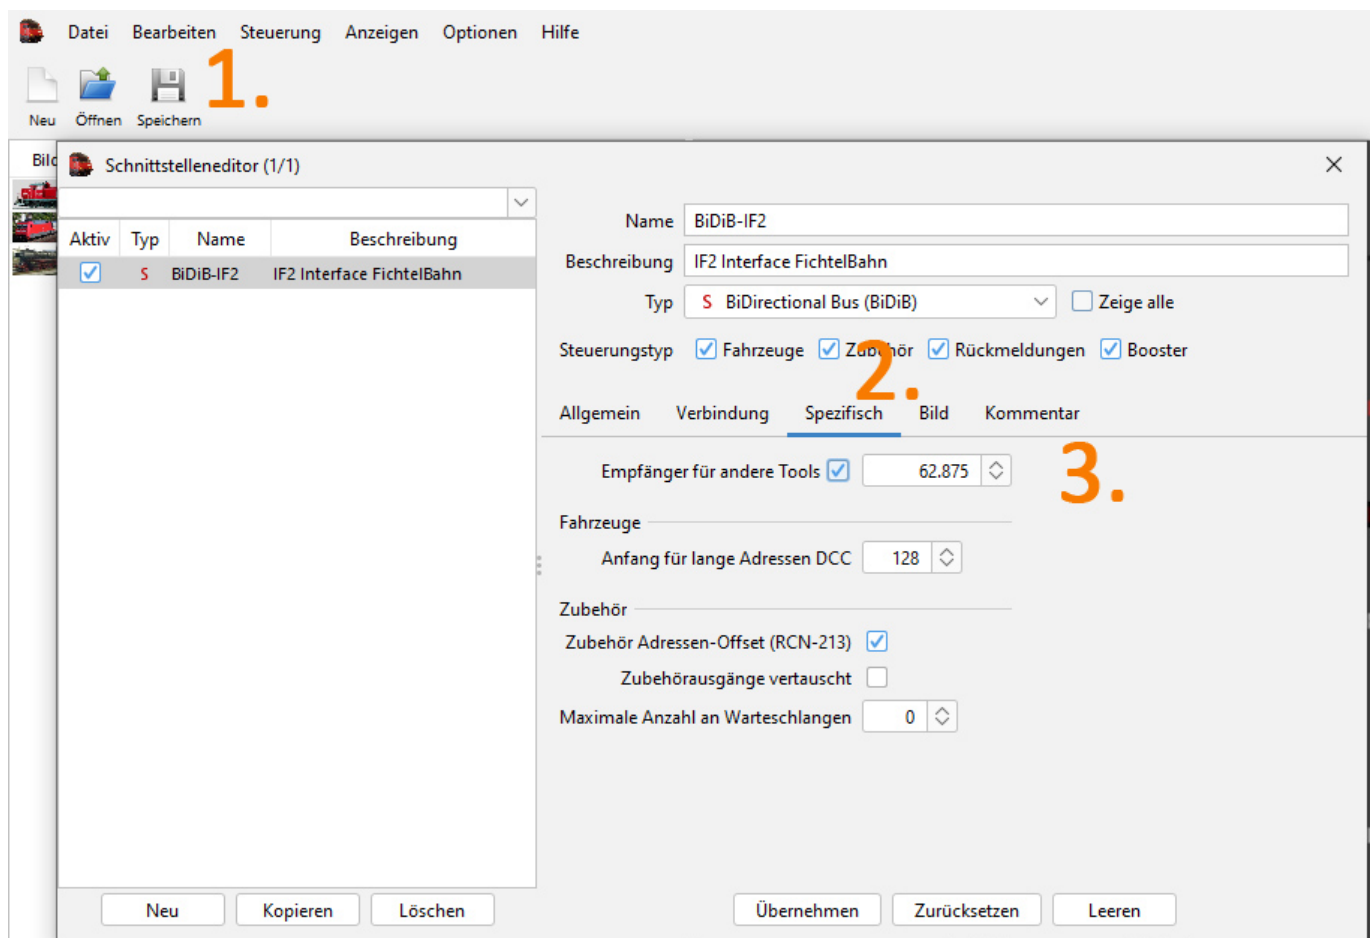 Datei Bearbeiten Steuerung Anzeigen Optionen Hilfe
1.
Neu Öffnen Speichern
Bild
Schnittstelleneditor (1/1)
Name BiDiB-IF2
Aktiv Typ Name Beschreibung
Beschreibung IF2 Interface FichtelBahn
S BiDiB-IF2 IF2 Interface FichtelBahn
Typ S BiDirectional Bus (BiDiB) Zeige alle
Steuerungstyp Fahrzeuge Zubehör Rückmeldungen Booster
2.
Allgemein Verbindung Spezifisch Bild Kommentar
Empfänger für andere Tools 62.875
3.
Fahrzeuge
Anfang für lange Adressen DCC 128
Zubehör
Zubehör Adressen-Offset (RCN-213)
Zubehörausgänge vertauscht
Maximale Anzahl an Warteschlangen 0
Neu Kopieren Löschen Übernehmen Zurücksetzen Leeren